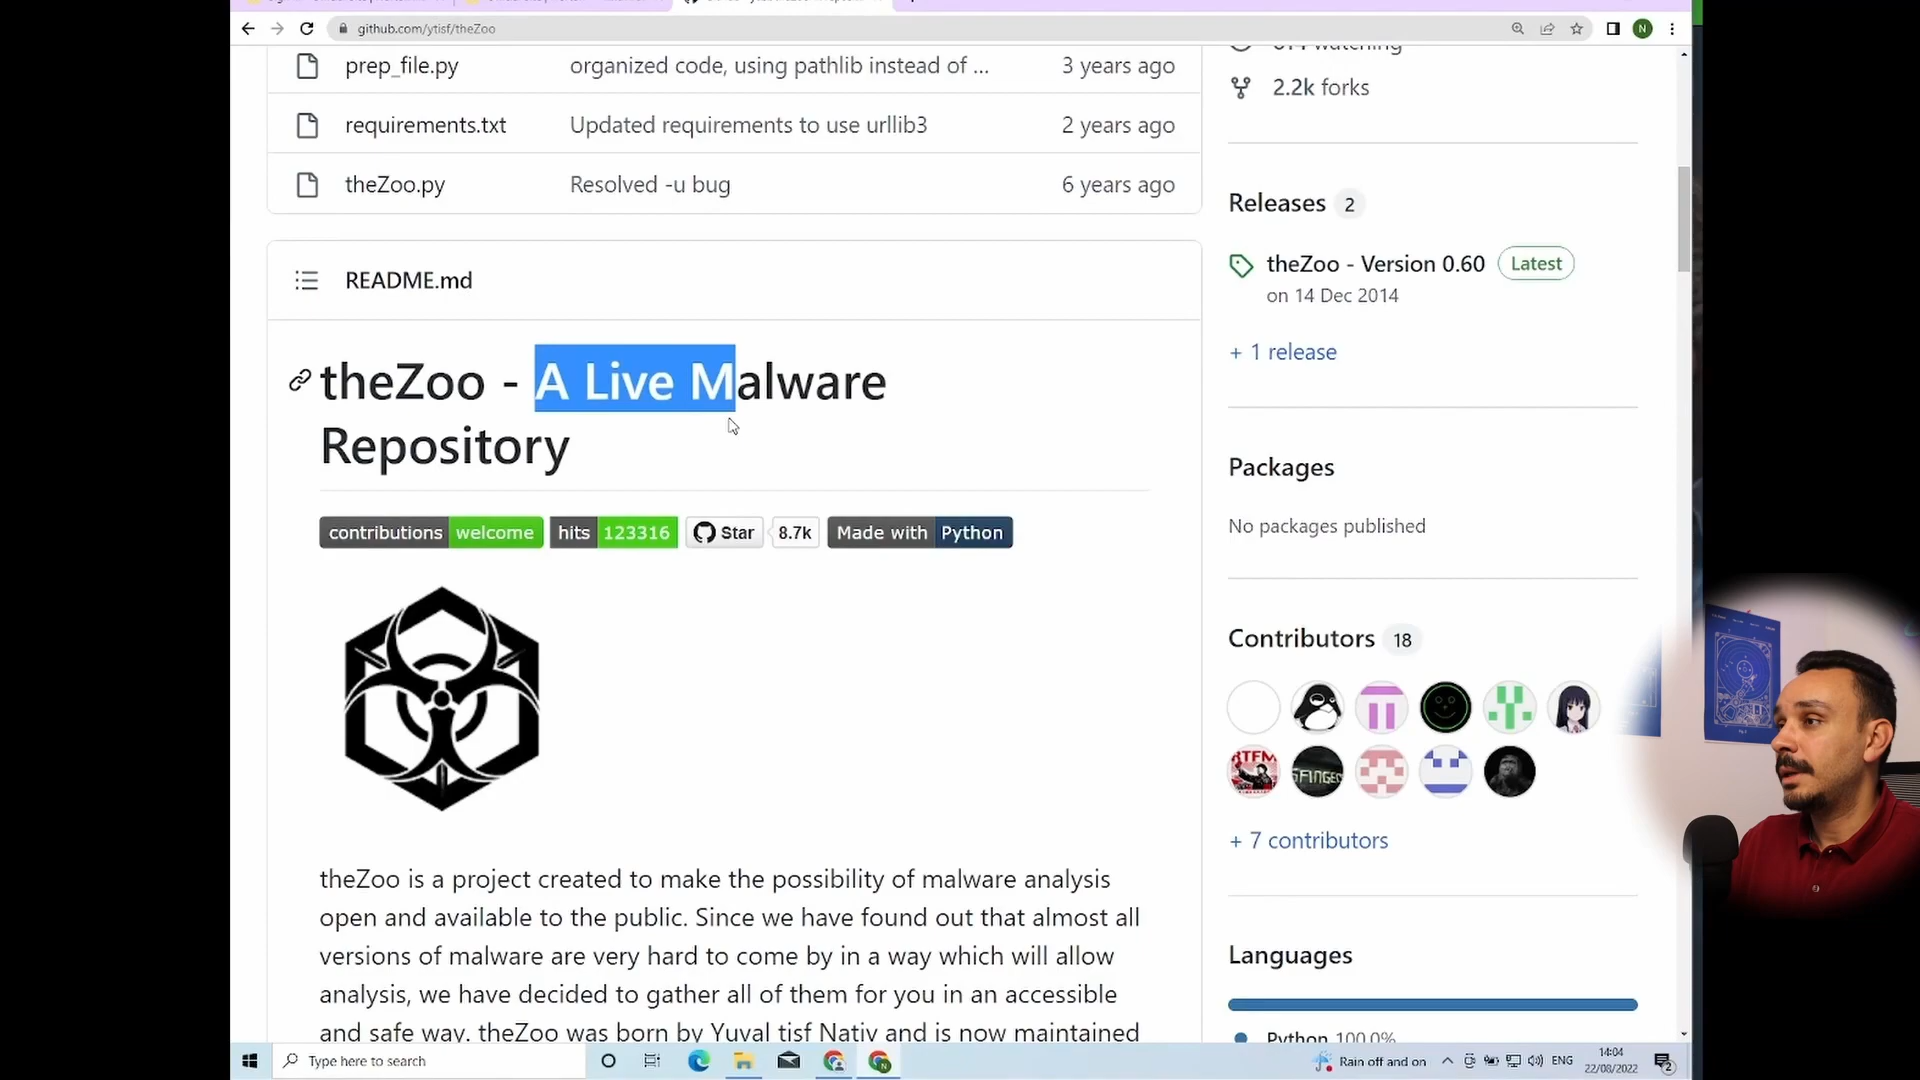 github.com/ytisf/theZoo
prep_file.py organized code, using pathlib instead of ... 3 years ago
requirements.txt Updated requirements to use urllib3 2 years ago
theZoo.py Resolved -u bug 6 years ago
README.md
theZoo - A Live Malware
Repository
contributions welcome hits 123316 Star 8.7k Made with Python
theZoo is a project created to make the possibility of malware analysis
open and available to the public. Since we have found out that almost all
versions of malware are very hard to come by in a way which will allow
analysis, we have decided to gather all of them for you in an accessible
and safe way. theZoo was born by Yuval tisf Nativ and is now maintained
watching
2.2k forks
Releases 2
theZoo - Version 0.60 Latest
on 14 Dec 2014
+ 1 release
Packages
No packages published
Contributors 18
+ 7 contributors
Languages
Python 100.0%
N
Type here to search
Rain off and on
ENG
14:04
22/08/2022
2